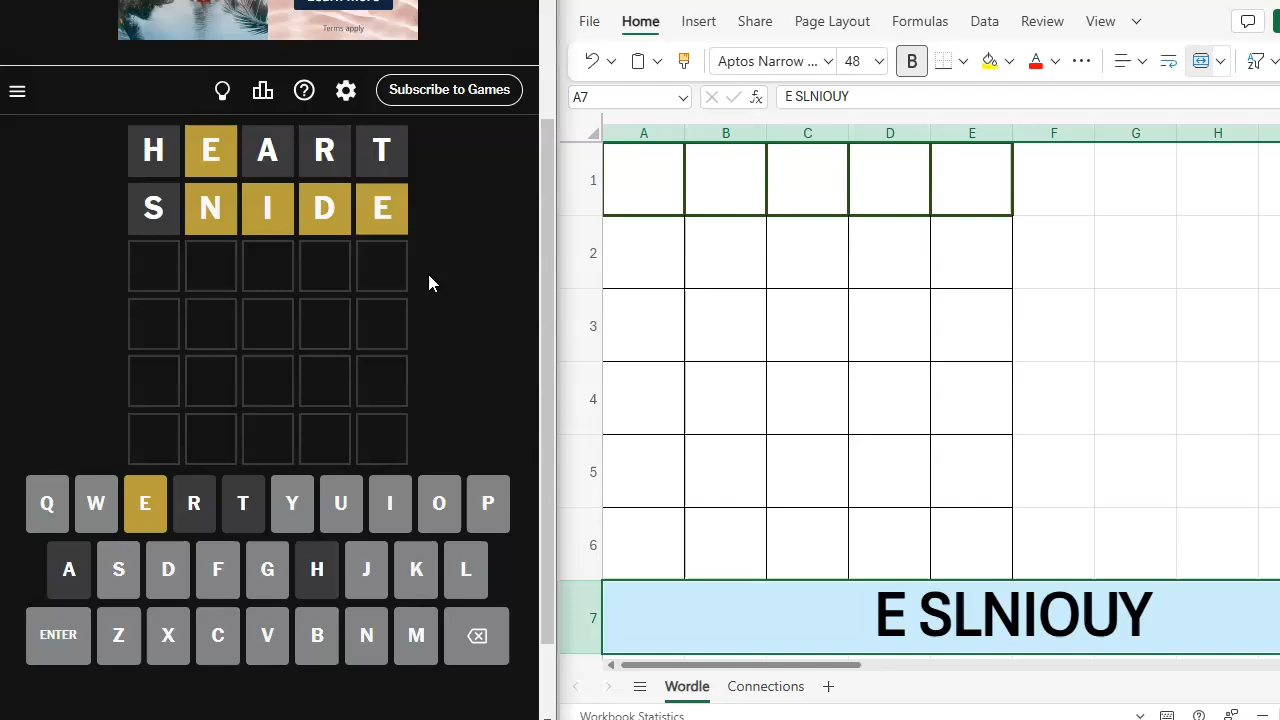 Terms apply
File Home Insert Share Page Layout Formulas Data Review View
Aptos Narrow ... 48 B A ...
A7 fx E SLNIOUY
Subscribe to Games
A B C D E F G H
1
2
3
4
5
6
7
H E A R T
S N I D E
E SLNIOUY
Q W E R T Y U I O P
A S D F G H J K L
ENTER Z X C V B N M
Wordle Connections +
Workbook Statistics